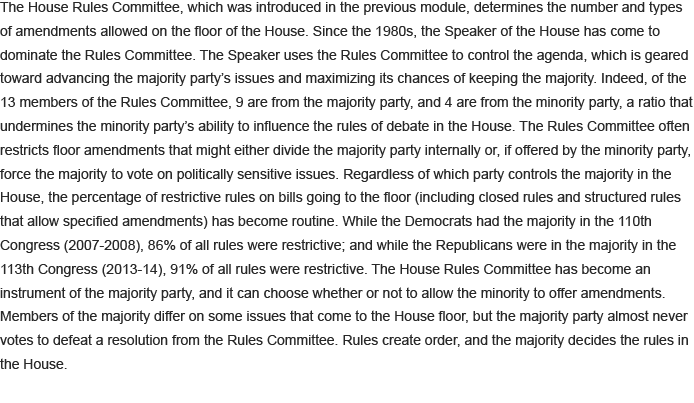 The House Rules Committee, which was introduced in the previous module, determines the number and types
of amendments allowed on the floor of the House. Since the 1980s, the Speaker of the House has come to
dominate the Rules Committee. The Speaker uses the Rules Committee to control the agenda, which is geared
toward advancing the majority party’s issues and maximizing its chances of keeping the majority. Indeed, of the
13 members of the Rules Committee, 9 are from the majority party, and 4 are from the minority party, a ratio that
undermines the minority party’s ability to influence the rules of debate in the House. The Rules Committee often
restricts floor amendments that might either divide the majority party internally or, if offered by the minority party,
force the majority to vote on politically sensitive issues. Regardless of which party controls the majority in the
House, the percentage of restrictive rules on bills going to the floor (including closed rules and structured rules
that allow specified amendments) has become routine. While the Democrats had the majority in the 110th
Congress (2007-2008), 86% of all rules were restrictive; and while the Republicans were in the majority in the
113th Congress (2013-14), 91% of all rules were restrictive. The House Rules Committee has become an
instrument of the majority party, and it can choose whether or not to allow the minority to offer amendments.
Members of the majority differ on some issues that come to the House floor, but the majority party almost never
votes to defeat a resolution from the Rules Committee. Rules create order, and the majority decides the rules in
the House.